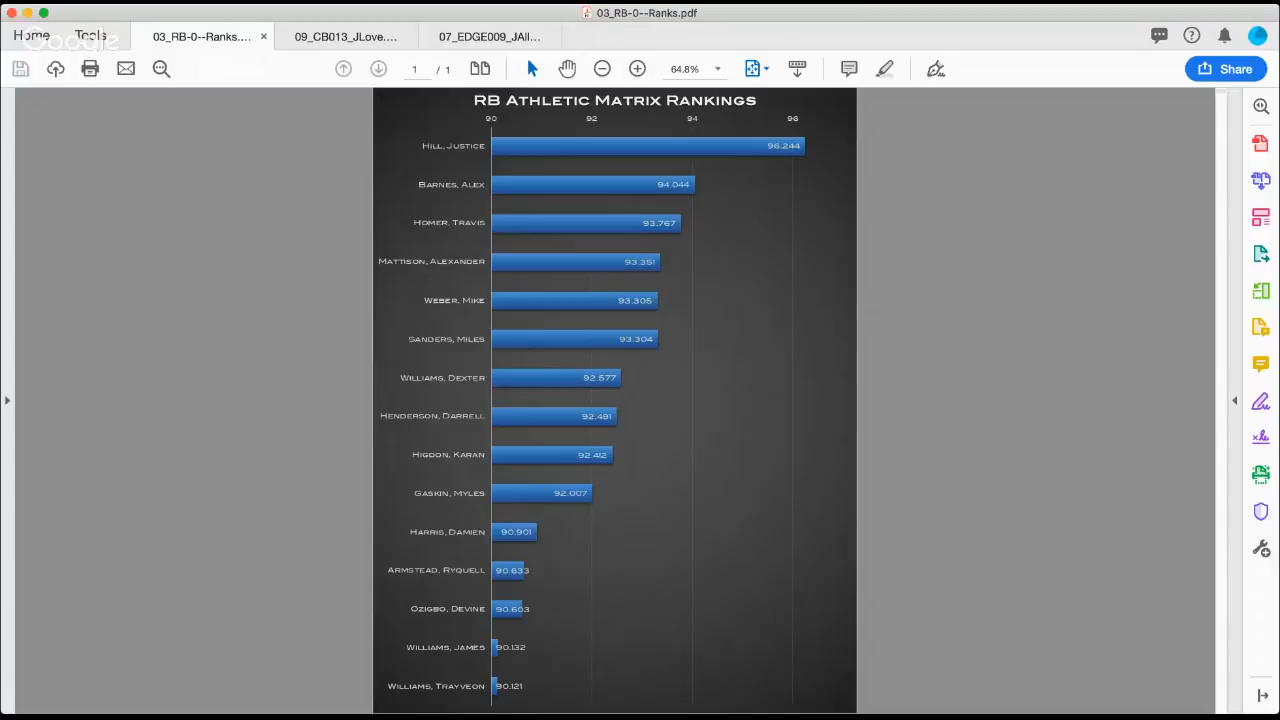 03_RB-0--Ranks.pdf
Home Tools 03_RB-0--Ranks.... × 09_CB013_JLove.... 07_EDGE009_JAll...
Google
1 / 1 64.8% Share
RB Athletic Matrix Rankings
90 92 94 96
Hill, Justice 96.244
Barnes, Alex 94.044
Homer, Travis 93.767
Mattison, Alexander 93.351
Weber, Mike 93.305
Sanders, Miles 93.304
Williams, Dexter 92.577
Henderson, Darrell 92.491
Higdon, Karan 92.412
Gaskin, Myles 92.007
Harris, Damien 90.901
Armstead, Ryquell 90.633
Ozigbo, Devine 90.603
Williams, James 90.132
Williams, Trayveon 90.121